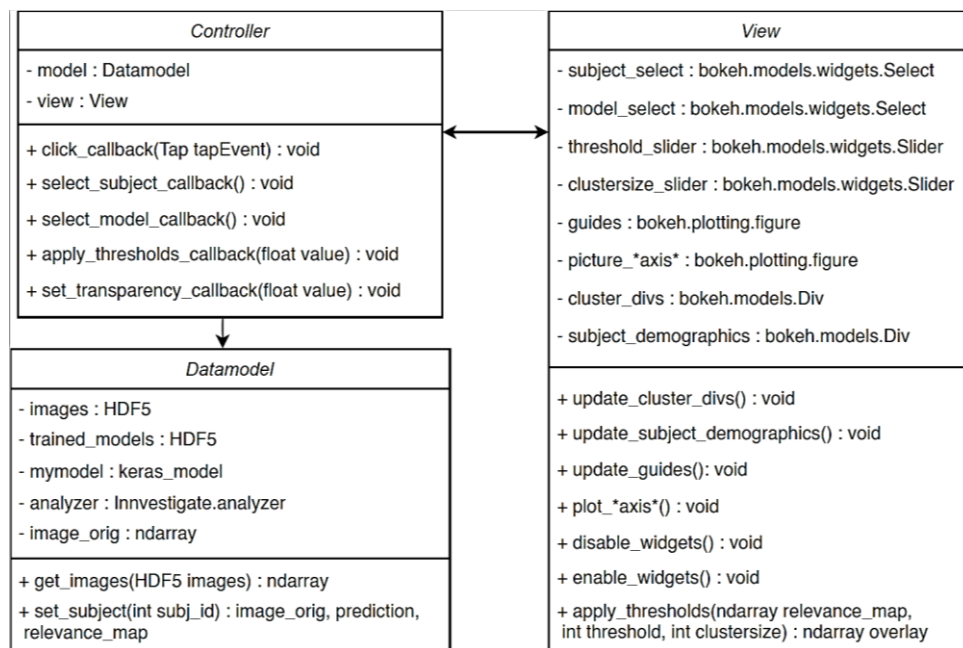 Controller
- model : Datamodel
- view : View
+ click_callback(Tap tapEvent) : void
+ select_subject_callback() : void
+ select_model_callback() : void
+ apply_thresholds_callback(float value) : void
+ set_transparency_callback(float value) : void
Datamodel
- images : HDF5
- trained_models : HDF5
- mymodel : keras_model
- analyzer : Innvestigate.analyzer
- image_orig : ndarray
+ get_images(HDF5 images) : ndarray
+ set_subject(int subj_id) : image_orig, prediction,
relevance_map
View
- subject_select : bokeh.models.widgets.Select
- model_select : bokeh.models.widgets.Select
- threshold_slider : bokeh.models.widgets.Slider
- clustersize_slider : bokeh.models.widgets.Slider
- guides : bokeh.plotting.figure
- picture_*axis* : bokeh.plotting.figure
- cluster_divs : bokeh.models.Div
- subject_demographics : bokeh.models.Div
+ update_cluster_divs() : void
+ update_subject_demographics() : void
+ update_guides(): void
+ plot_*axis*() : void
+ disable_widgets() : void
+ enable_widgets() : void
+ apply_thresholds(ndarray relevance_map,
int threshold, int clustersize) : ndarray overlay